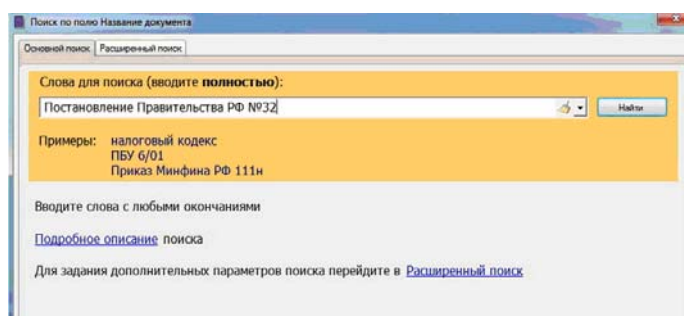 Поиск по полю Название документа
Основной поиск Расширенный поиск
Слова для поиска (вводите полностью):
Постановление Правительства РФ №32
Найти
Примеры: налоговый кодекс
ПБУ 6/01
Приказ Минфина РФ 111н
Вводите слова с любыми окончаниями
Подробное описание поиска
Для задания дополнительных параметров поиска перейдите в Расширенный поиск